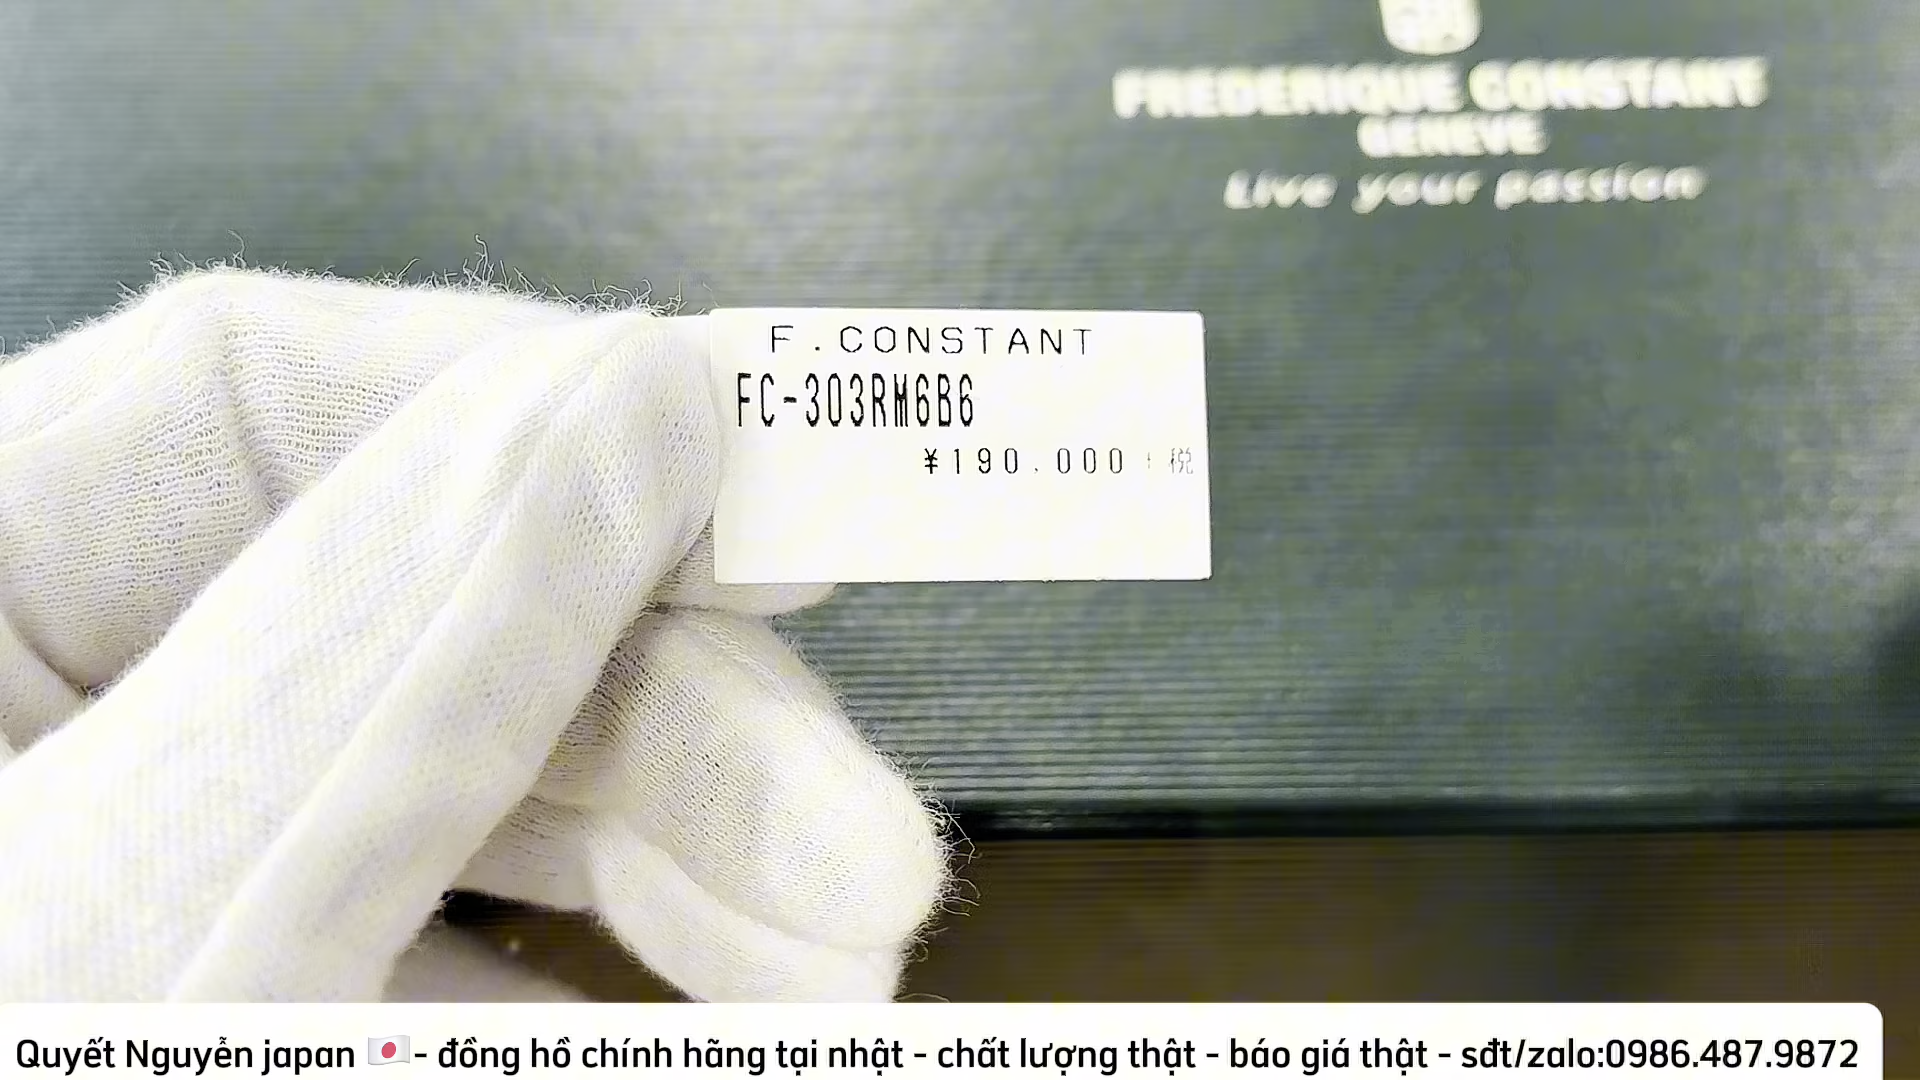 FREDERIQUE CONSTANT
GENEVE
Live your passion
F.CONSTANT
FC-303RM6B6
¥190,000+税
Quyết Nguyễn japan 🇯🇵- đồng hồ chính hãng tại nhật - chất lượng thật - báo giá thật - sđt/zalo:0986.487.9872